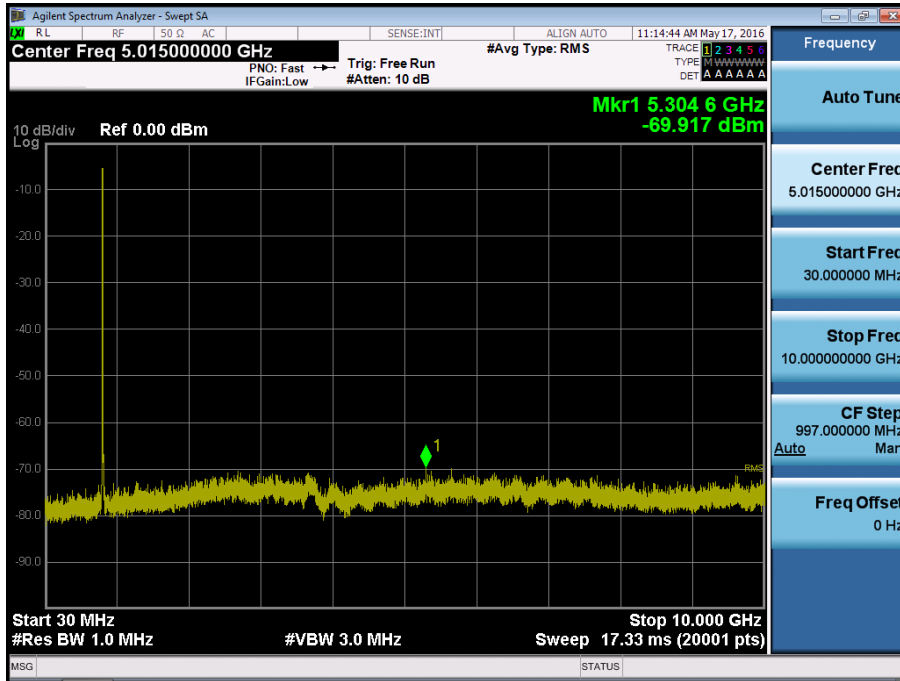 Agilent Spectrum Analyzer - Swept SA
LXI RL RF 50 Ω AC SENSE:INT ALIGN AUTO 11:14:44 AM May 17, 2016
Center Freq 5.015000000 GHz
PNO: Fast
IFGain:Low
Trig: Free Run
#Atten: 10 dB
#Avg Type: RMS
TRACE 1 2 3 4 5 6
TYPE M WWWWW
DET A A A A A A
Mkr1 5.304 6 GHz
-69.917 dBm
10 dB/div Ref 0.00 dBm
Log
-10.0
-20.0
-30.0
-40.0
-50.0
-60.0
-70.0
-80.0
-90.0
1
RMS
Start 30 MHz Stop 10.000 GHz
#Res BW 1.0 MHz #VBW 3.0 MHz Sweep 17.33 ms (20001 pts)
MSG STATUS
Frequency
Auto Tune
Center Freq
5.015000000 GHz
Start Freq
30.000000 MHz
Stop Freq
10.000000000 GHz
CF Step
997.000000 MHz
Auto Man
Freq Offset
0 Hz